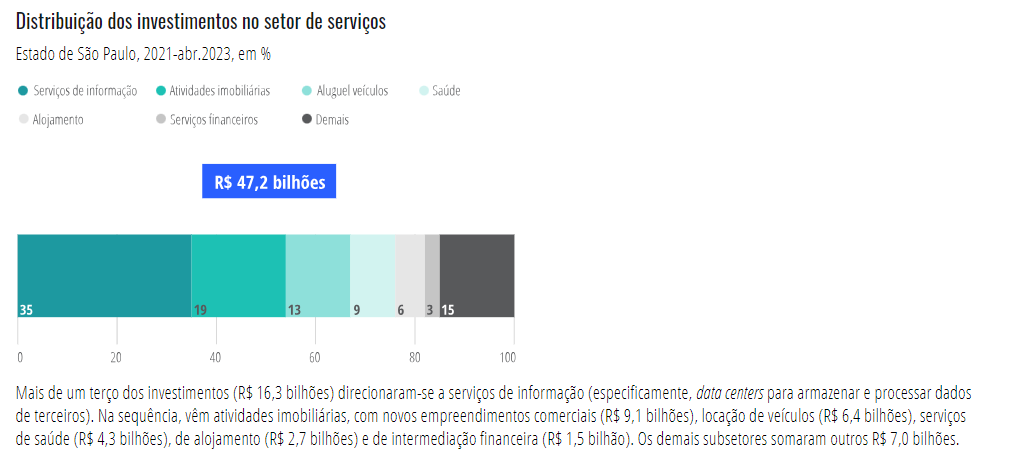 Distribuição dos investimentos no setor de serviços
Estado de São Paulo, 2021-abr.2023, em %
Serviços de informação Atividades imobiliárias Aluguel veículos Saúde
Alojamento Serviços financeiros Demais
R$ 47,2 bilhões
35 19 13 9 6 3 15
0 20 40 60 80 100
Mais de um terço dos investimentos (R$ 16,3 bilhões) direcionaram-se a serviços de informação (especificamente, data centers para armazenar e processar dados
de terceiros). Na sequência, vêm atividades imobiliárias, com novos empreendimentos comerciais (R$ 9,1 bilhões), locação de veículos (R$ 6,4 bilhões), serviços
de saúde (R$ 4,3 bilhões), de alojamento (R$ 2,7 bilhões) e de intermediação financeira (R$ 1,5 bilhão). Os demais subsetores somaram outros R$ 7,0 bilhões.